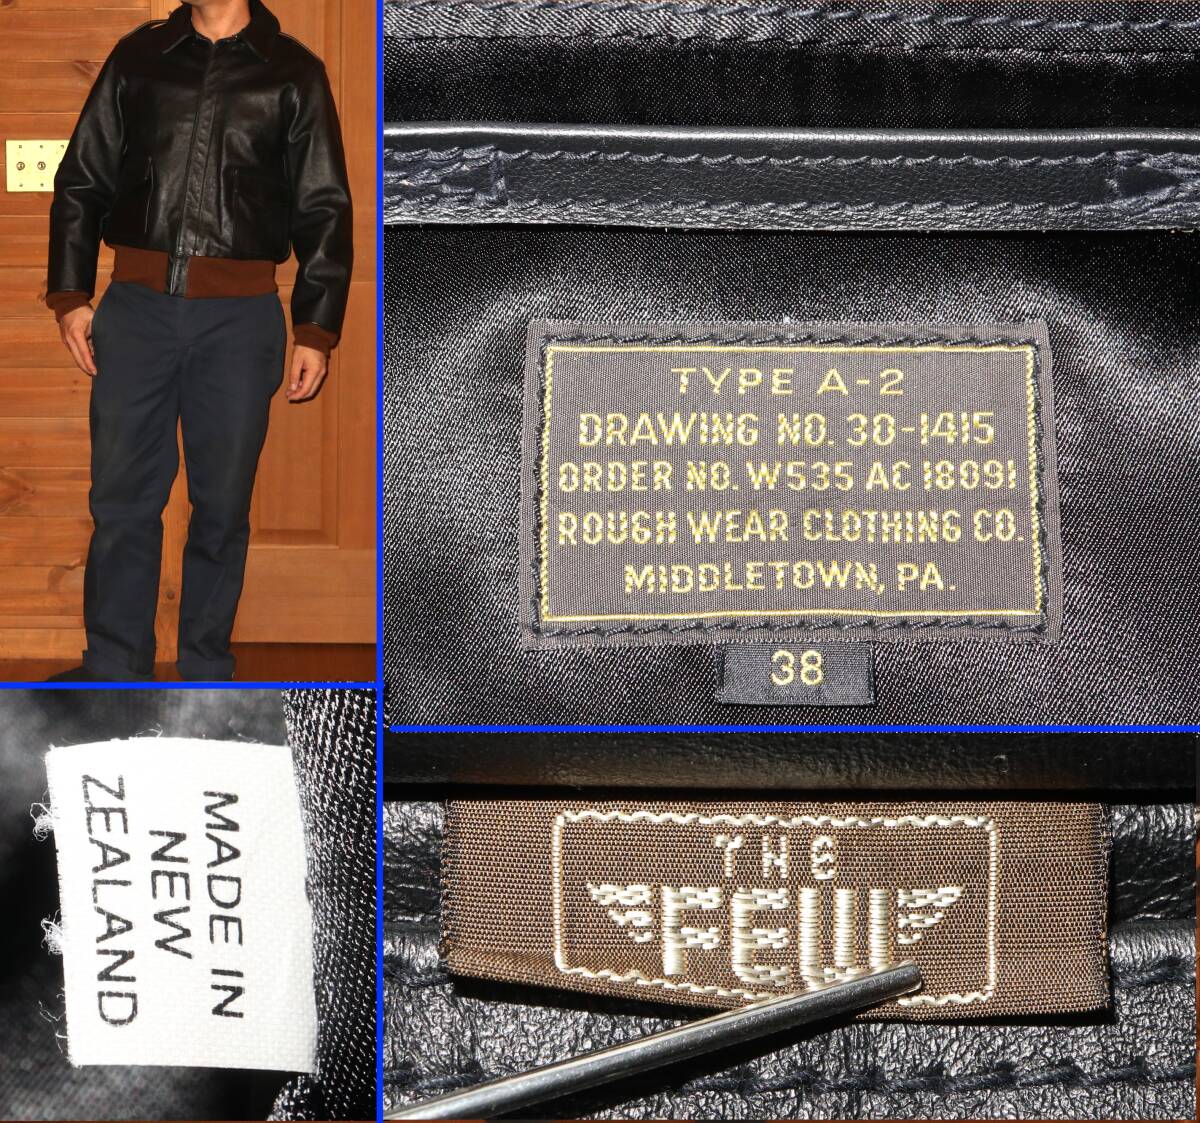 TYPE A-2
DRAWING NO. 30-1415
ORDER NO. W535 AC 18091
ROUGH WEAR CLOTHING CO.
MIDDLETOWN, PA.
38
MADE IN
NEW
ZEALAND
THE
FEW